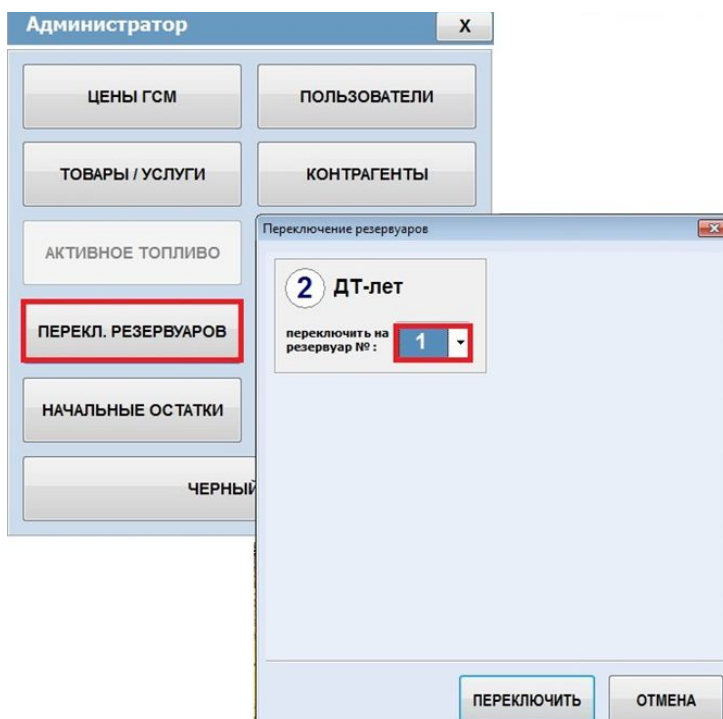 Администратор
X
ЦЕНЫ ГСМ
ПОЛЬЗОВАТЕЛИ
ТОВАРЫ / УСЛУГИ
КОНТРАГЕНТЫ
АКТИВНОЕ ТОПЛИВО
ПЕРЕКЛ. РЕЗЕРВУАРОВ
НАЧАЛЬНЫЕ ОСТАТКИ
ЧЕРНЫЙ
Переключение резервуаров
2 ДТ-лет
переключить на
резервуар № :
1
ПЕРЕКЛЮЧИТЬ
ОТМЕНА